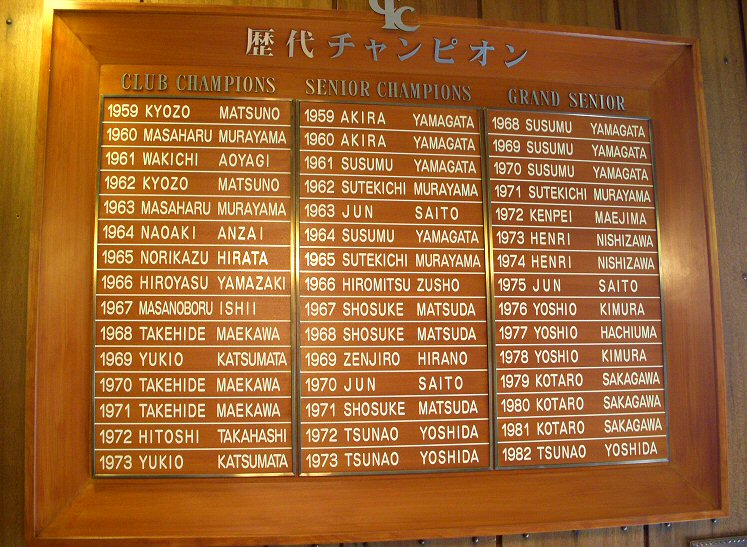 歴代チャンピオン
CLUB CHAMPIONS
1959 KYOZO MATSUNO
1960 MASAHARU MURAYAMA
1961 WAKICHI AOYAGI
1962 KYOZO MATSUNO
1963 MASAHARU MURAYAMA
1964 NAOAKI ANZAI
1965 NORIKAZU HIRATA
1966 HIROYASU YAMAZAKI
1967 MASANOBORU ISHII
1968 TAKEHIDE MAEKAWA
1969 YUKIO KATSUMATA
1970 TAKEHIDE MAEKAWA
1971 TAKEHIDE MAEKAWA
1972 HITOSHI TAKAHASHI
1973 YUKIO KATSUMATA
SENIOR CHAMPIONS
1959 AKIRA YAMAGATA
1960 AKIRA YAMAGATA
1961 SUSUMU YAMAGATA
1962 SUTEKICHI MURAYAMA
1963 JUN SAITO
1964 SUSUMU YAMAGATA
1965 SUTEKICHI MURAYAMA
1966 HIROMITSU ZUSHO
1967 SHOSUKE MATSUDA
1968 SHOSUKE MATSUDA
1969 ZENJIRO HIRANO
1970 JUN SAITO
1971 SHOSUKE MATSUDA
1972 TSUNAO YOSHIDA
1973 TSUNAO YOSHIDA
GRAND SENIOR
1968 SUSUMU YAMAGATA
1969 SUSUMU YAMAGATA
1970 SUSUMU YAMAGATA
1971 SUTEKICHI MURAYAMA
1972 KENPEI MAEJIMA
1973 HENRI NISHIZAWA
1974 HENRI NISHIZAWA
1975 JUN SAITO
1976 YOSHIO KIMURA
1977 YOSHIO HACHIUMA
1978 YOSHIO KIMURA
1979 KOTARO SAKAGAWA
1980 KOTARO SAKAGAWA
1981 KOTARO SAKAGAWA
1982 TSUNAO YOSHIDA